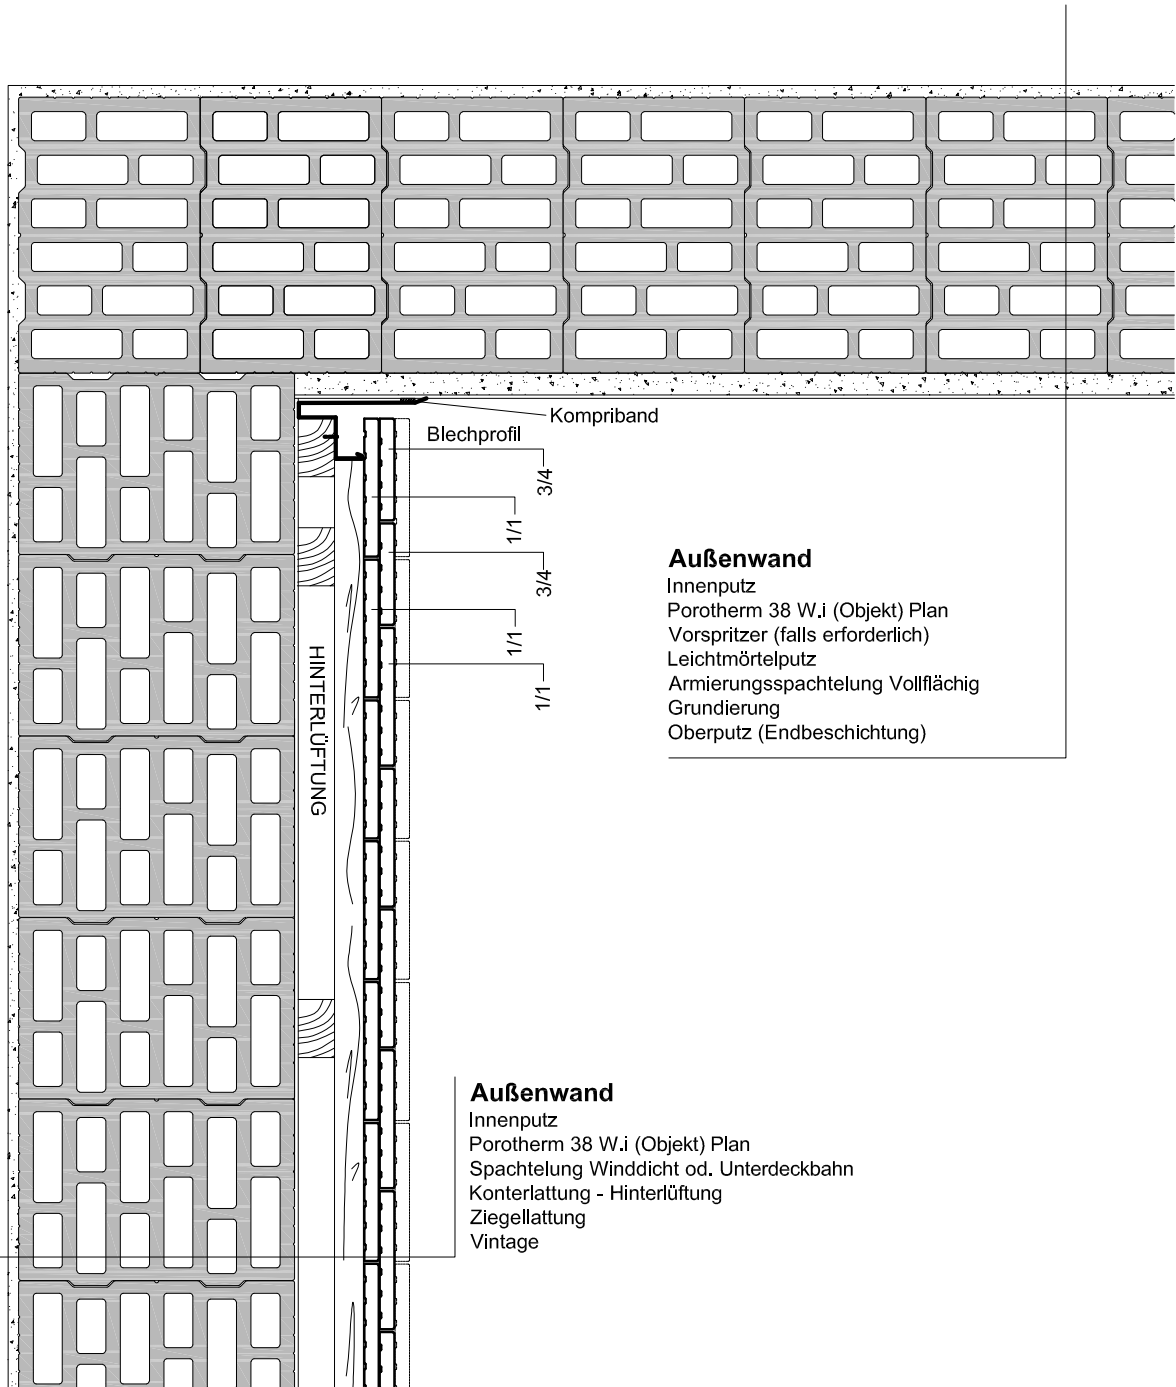 Kompriband
Blechprofil
3/4
1/1
3/4
1/1
1/1
HINTERLÜFTUNG
Außenwand
Innenputz
Porotherm 38 W.i (Objekt) Plan
Vorspritzer (falls erforderlich)
Leichtmörtelputz
Armierungsspachtelung Vollflächig
Grundierung
Oberputz (Endbeschichtung)
Außenwand
Innenputz
Porotherm 38 W.i (Objekt) Plan
Spachtelung Winddicht od. Unterdeckbahn
Konterlattung - Hinterlüftung
Ziegellattung
Vintage